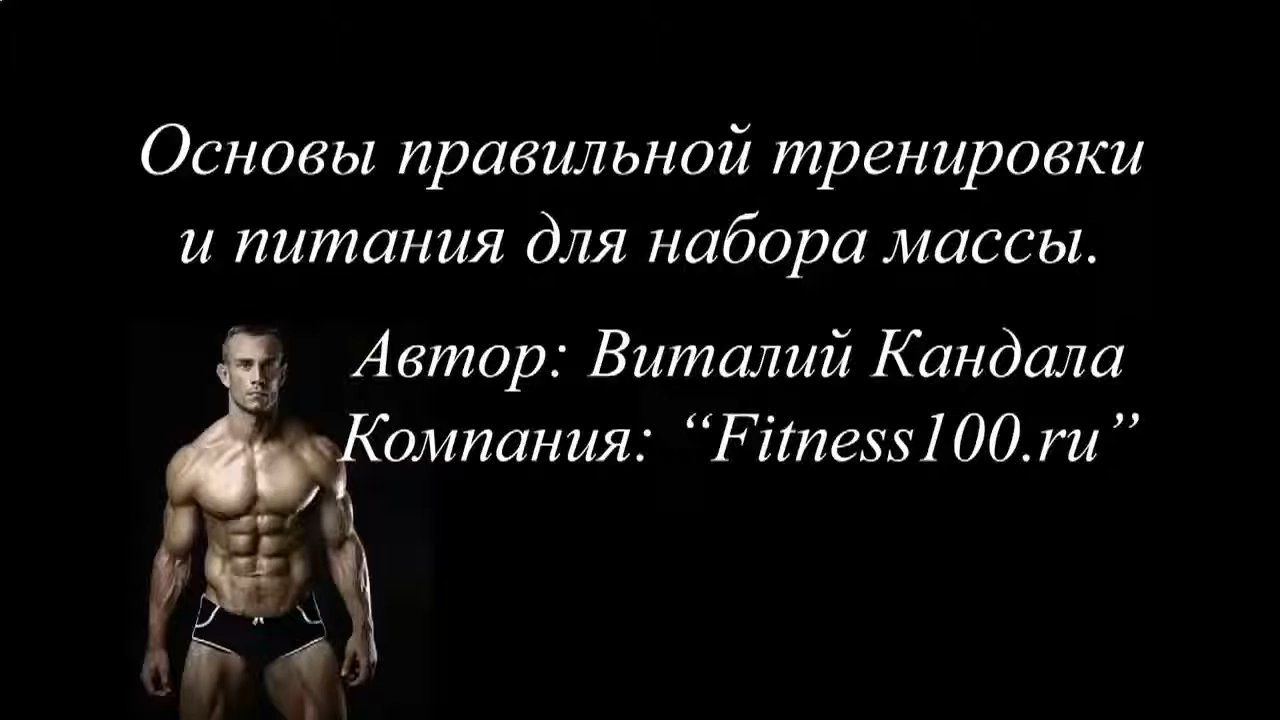 Основы правильной тренировки
и питания для набора массы.
Автор: Виталий Кандала
Компания: “Fitness100.ru”